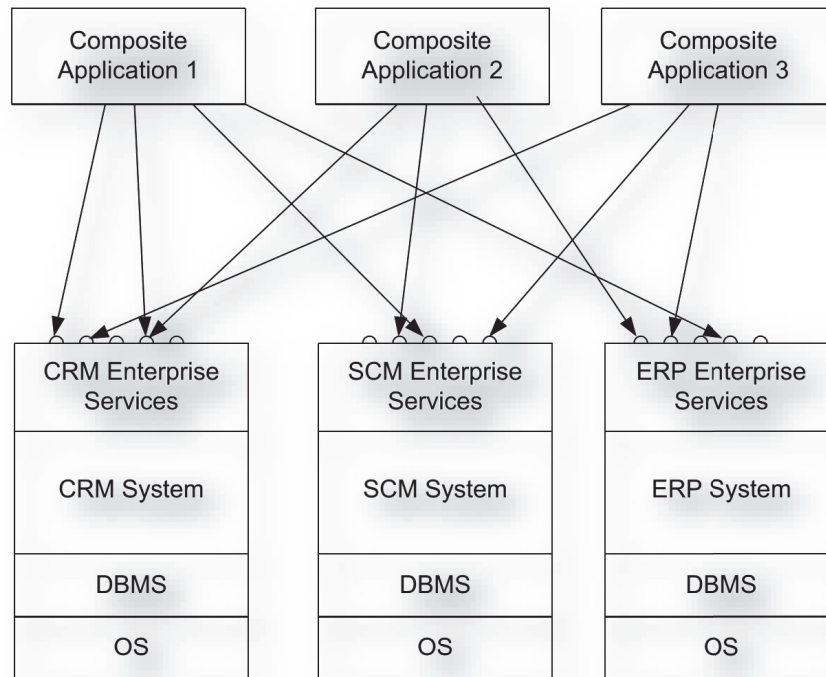 Composite
Application 1
Composite
Application 2
Composite
Application 3
CRM Enterprise
Services
SCM Enterprise
Services
ERP Enterprise
Services
CRM System
SCM System
ERP System
DBMS
DBMS
DBMS
OS
OS
OS